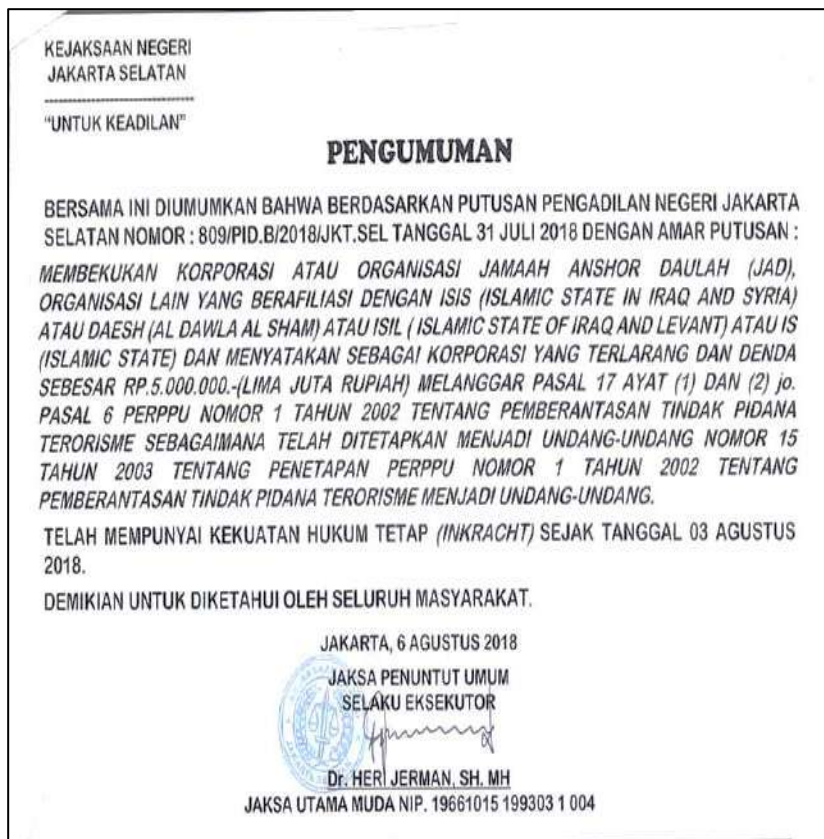 KEJAKSAAN NEGERI
JAKARTA SELATAN
"UNTUK KEADILAN"
PENGUMUMAN
BERSAMA INI DIUMUMKAN BAHWA BERDASARKAN PUTUSAN PENGADILAN NEGERI JAKARTA
SELATAN NOMOR : 809/PID.B/2018/JKT.SEL TANGGAL 31 JULI 2018 DENGAN AMAR PUTUSAN :
MEMBEKUKAN KORPORASI ATAU ORGANISASI JAMAAH ANSHOR DAULAH (JAD),
ORGANISASI LAIN YANG BERAFILIASI DENGAN ISIS (ISLAMIC STATE IN IRAQ AND SYRIA)
ATAU DAESH (AL DAWLA AL SHAM) ATAU ISIL ( ISLAMIC STATE OF IRAQ AND LEVANT) ATAU IS
(ISLAMIC STATE) DAN MENYATAKAN SEBAGAI KORPORASI YANG TERLARANG DAN DENDA
SEBESAR RP.5.000.000.-(LIMA JUTA RUPIAH) MELANGGAR PASAL 17 AYAT (1) DAN (2) jo.
PASAL 6 PERPPU NOMOR 1 TAHUN 2002 TENTANG PEMBERANTASAN TINDAK PIDANA
TERORISME SEBAGAIMANA TELAH DITETAPKAN MENJADI UNDANG-UNDANG NOMOR 15
TAHUN 2003 TENTANG PENETAPAN PERPPU NOMOR 1 TAHUN 2002 TENTANG
PEMBERANTASAN TINDAK PIDANA TERORISME MENJADI UNDANG-UNDANG.
TELAH MEMPUNYAI KEKUATAN HUKUM TETAP (INKRACHT) SEJAK TANGGAL 03 AGUSTUS
2018.
DEMIKIAN UNTUK DIKETAHUI OLEH SELURUH MASYARAKAT.
JAKARTA, 6 AGUSTUS 2018
JAKSA PENUNTUT UMUM
SELAKU EKSEKUTOR
Dr. HERI JERMAN, SH. MH
JAKSA UTAMA MUDA NIP. 19661015 199303 1 004